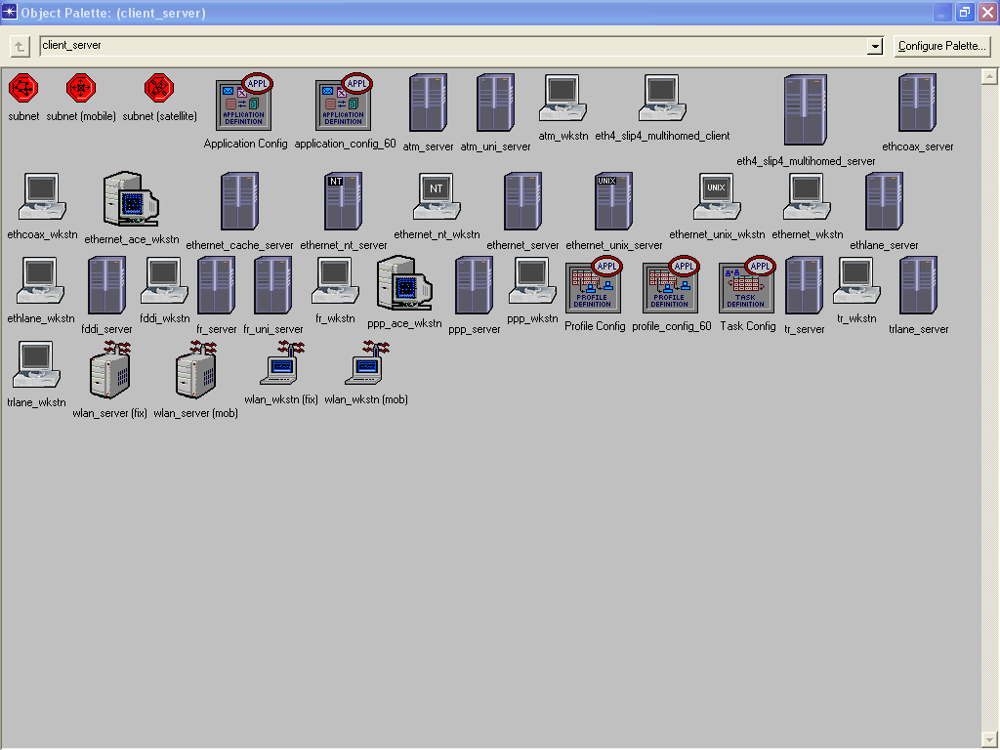 Object Palette: (client_server)
client_server
Configure Palette...
subnet subnet (mobile) subnet (satellite) Application Config application_config_60 atm_server atm_uni_server atm_wkstn eth4_slip4_multihomed_client eth4_slip4_multihomed_server ethcoax_server
APPL APPLICATION DEFINITION APPL APPLICATION DEFINITION
ethcoax_wkstn ethernet_ace_wkstn ethernet_cache_server ethernet_nt_server ethernet_nt_wkstn ethernet_server ethernet_unix_server ethernet_unix_wkstn ethernet_wkstn ethlane_server
NT NT UNIX UNIX
ethlane_wkstn fddi_server fddi_wkstn fr_server fr_uni_server fr_wkstn ppp_ace_wkstn ppp_server ppp_wkstn Profile Config profile_config_60 Task Config tr_server tr_wkstn trlane_server
APPL PROFILE DEFINITION APPL PROFILE DEFINITION APPL TASK DEFINITION
trlane_wkstn wlan_server (fix) wlan_server (mob) wlan_wkstn (fix) wlan_wkstn (mob)